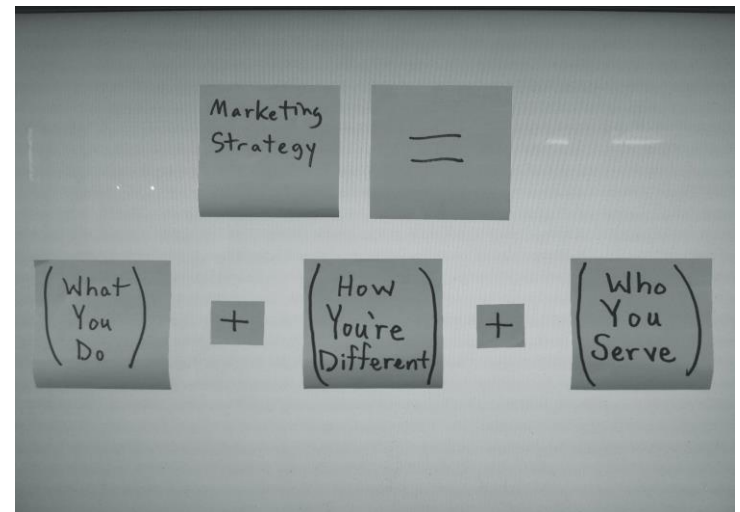 Marketing
Strategy
=
(What
You
Do)
+
(How
You're
Different)
+
(Who
You
Serve)